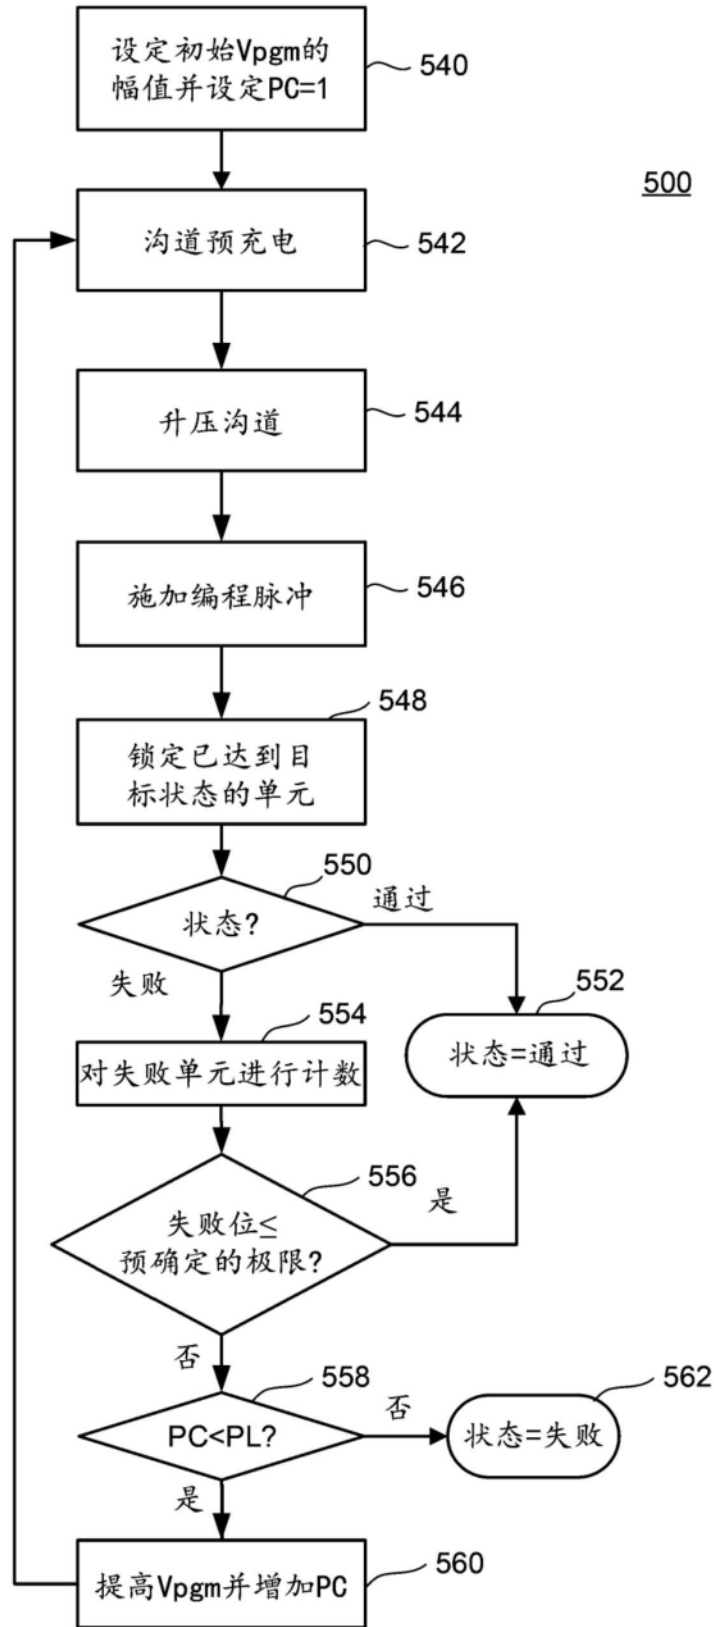 设定初始Vpgm的
幅值并设定PC=1
540
500
沟道预充电
542
升压沟道
544
施加编程脉冲
546
548
锁定已达到目
标状态的单元
550
状态?
通过
失败
552
状态=通过
554
对失败单元进行计数
556
是
失败位≤
预确定的极限?
否
558
PC<PL?
否
562
状态=失败
是
提高Vpgm并增加PC
560